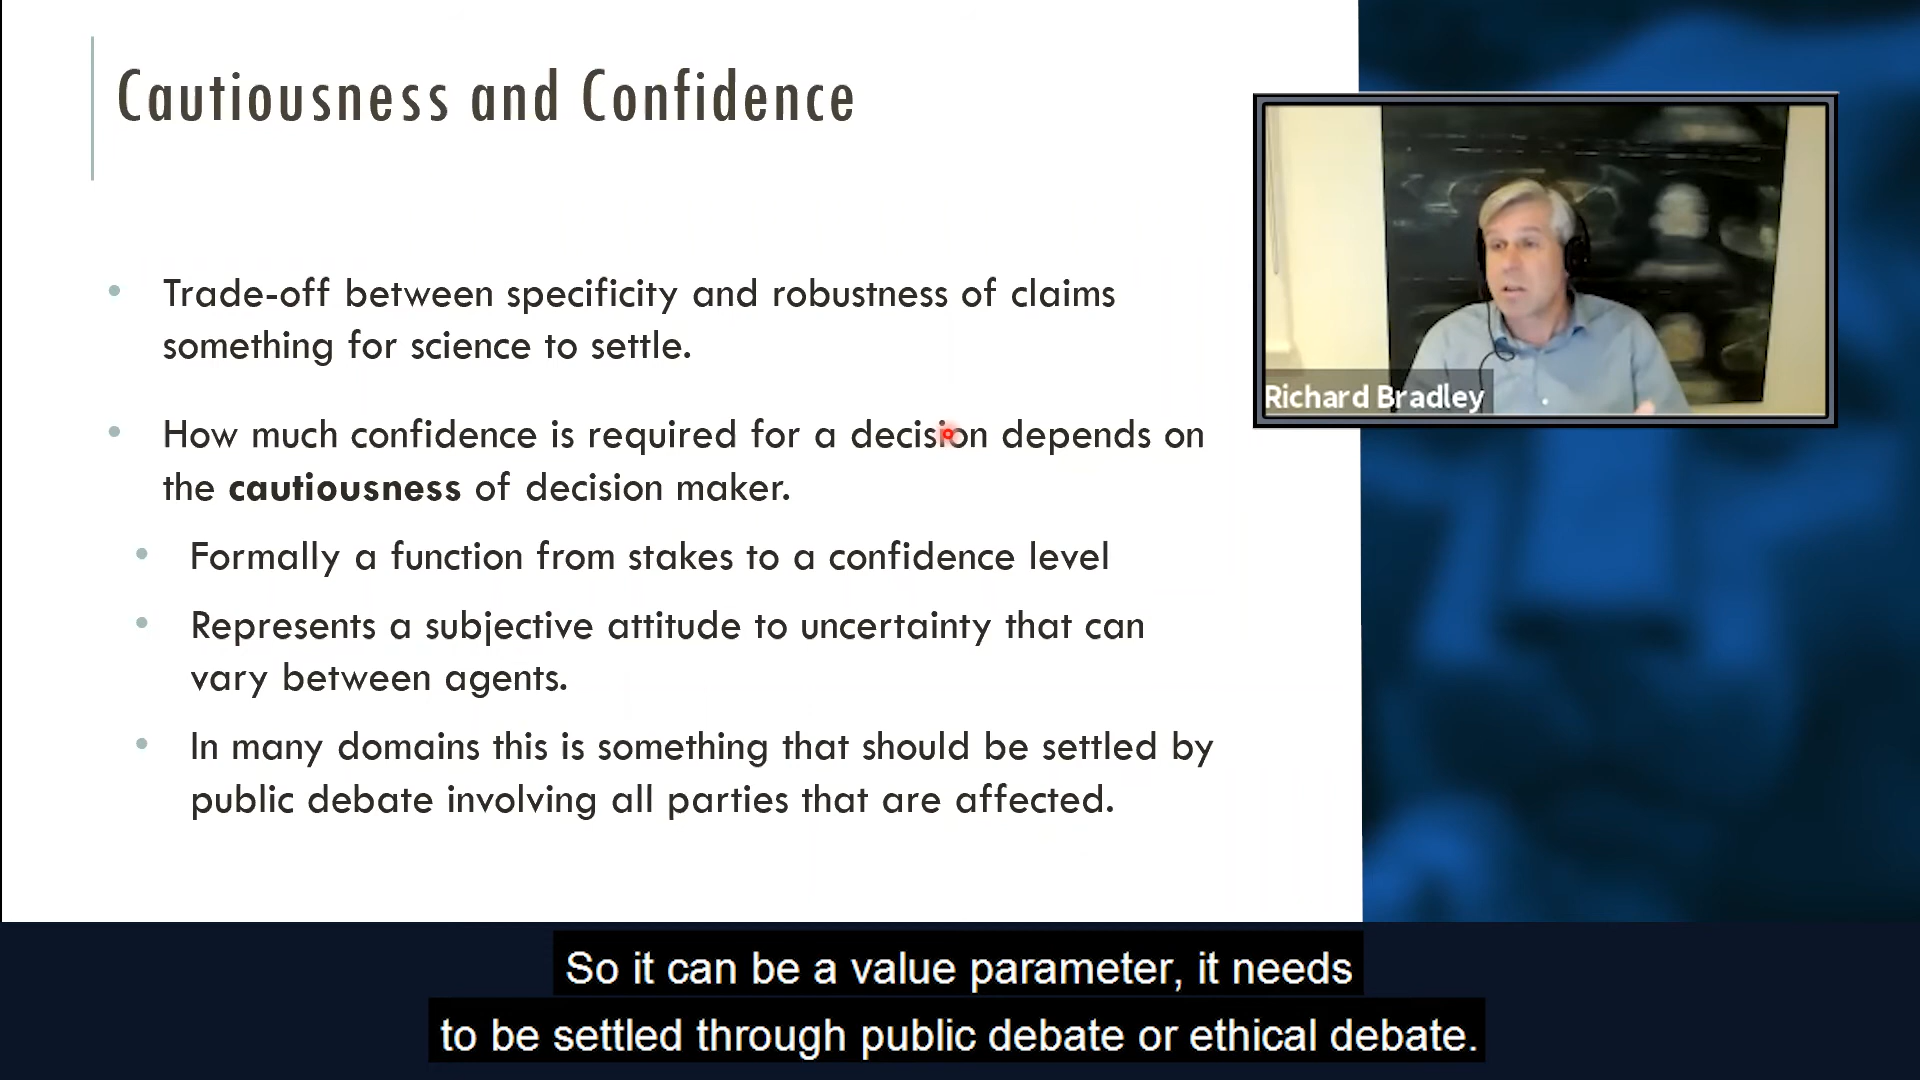 Cautiousness and Confidence
• Trade-off between specificity and robustness of claims
something for science to settle.
• How much confidence is required for a decision depends on
the cautiousness of decision maker.
• Formally a function from stakes to a confidence level
• Represents a subjective attitude to uncertainty that can
vary between agents.
• In many domains this is something that should be settled by
public debate involving all parties that are affected.
Richard Bradley
So it can be a value parameter, it needs
to be settled through public debate or ethical debate.